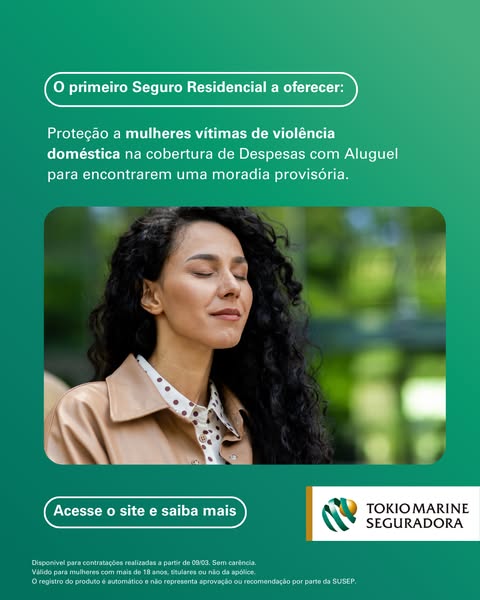 O primeiro Seguro Residencial a oferecer:
Proteção a mulheres vítimas de violência
doméstica na cobertura de Despesas com Aluguel
para encontrarem uma moradia provisória.
Acesse o site e saiba mais
TOKIO MARINE
SEGURADORA
Disponível para contratações realizadas a partir de 09/03. Sem carência.
Válido para mulheres com mais de 18 anos, titulares ou não da apólice.
O registro do produto é automático e não representa aprovação ou recomendação por parte da SUSEP.